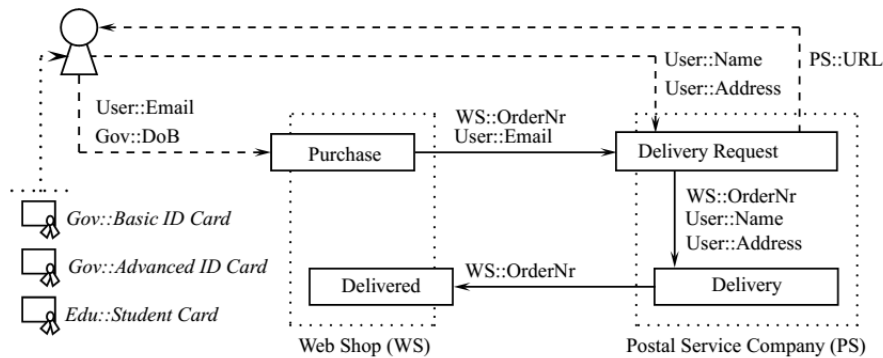 User::Name
PS::URL
User::Address
User::Email
Gov::DoB
WS::OrderNr
User::Email
Purchase
Delivery Request
WS::OrderNr
User::Name
User::Address
Gov::Basic ID Card
Gov::Advanced ID Card
Edu::Student Card
WS::OrderNr
Delivered
Delivery
Web Shop (WS)
Postal Service Company (PS)